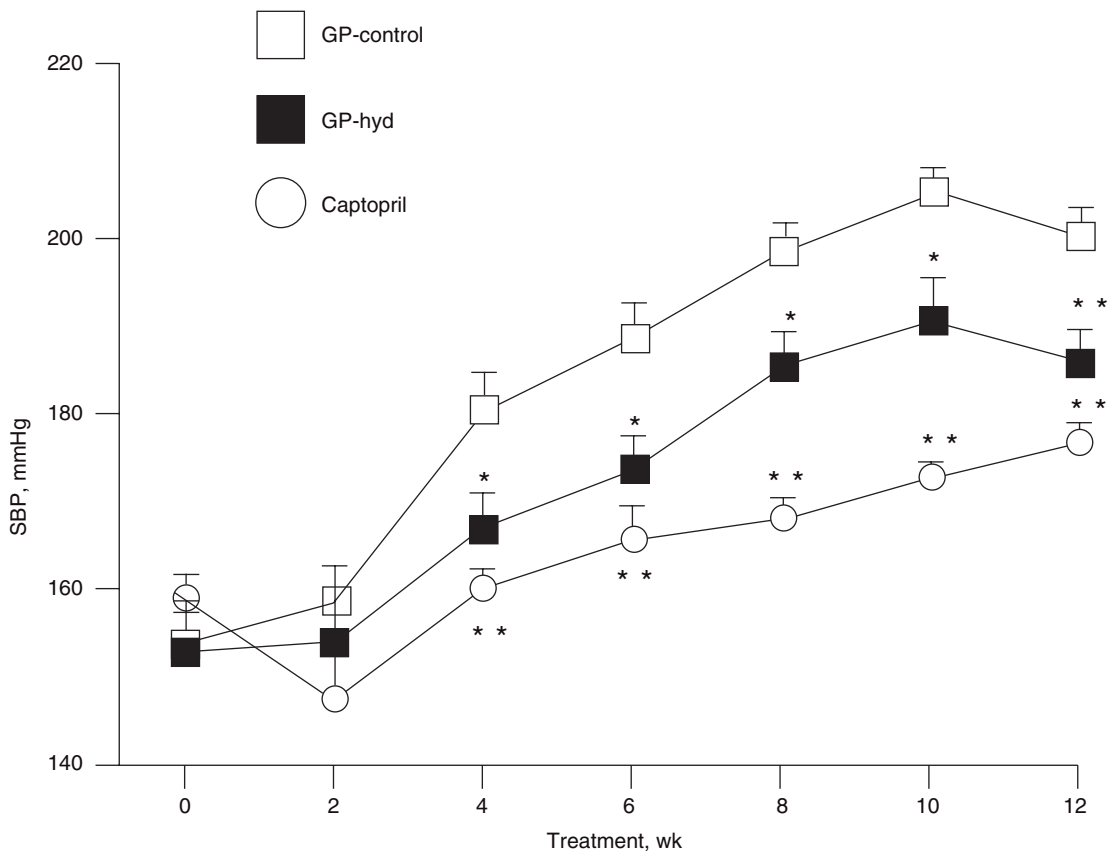 GP-control
GP-hyd
Captopril
220
200
180
160
140
SBP, mmHg
*
*
*
*
* *
* *
* *
* *
* *
* *
0 2 4 6 8 10 12
Treatment, wk